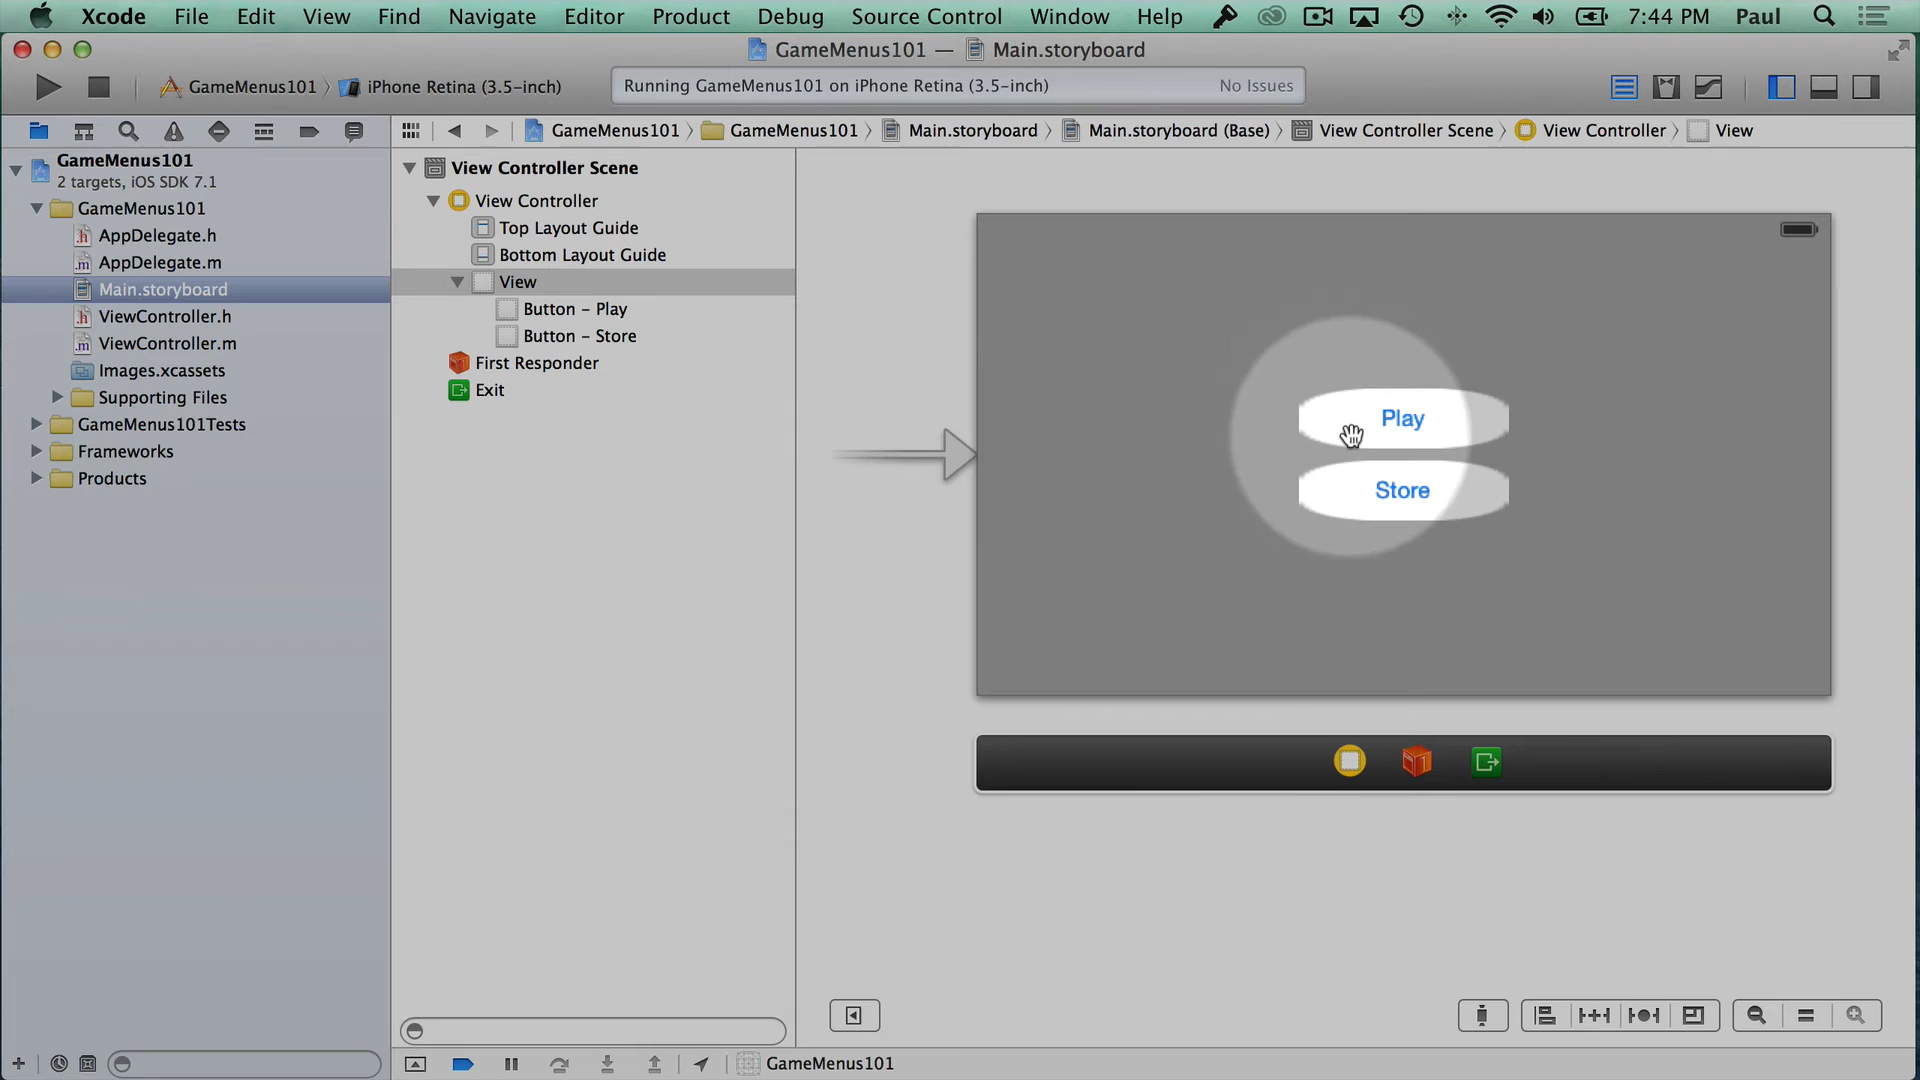 Xcode File Edit View Find Navigate Editor Product Debug Source Control Window Help 7:44 PM Paul
GameMenus101 — Main.storyboard
GameMenus101 iPhone Retina (3.5-inch) Running GameMenus101 on iPhone Retina (3.5-inch) No Issues
GameMenus101 GameMenus101 Main.storyboard Main.storyboard (Base) View Controller Scene View Controller View
GameMenus101
2 targets, iOS SDK 7.1
GameMenus101
AppDelegate.h
AppDelegate.m
Main.storyboard
ViewController.h
ViewController.m
Images.xcassets
Supporting Files
GameMenus101Tests
Frameworks
Products
View Controller Scene
View Controller
Top Layout Guide
Bottom Layout Guide
View
Button – Play
Button – Store
First Responder
Exit
Play
Store
GameMenus101